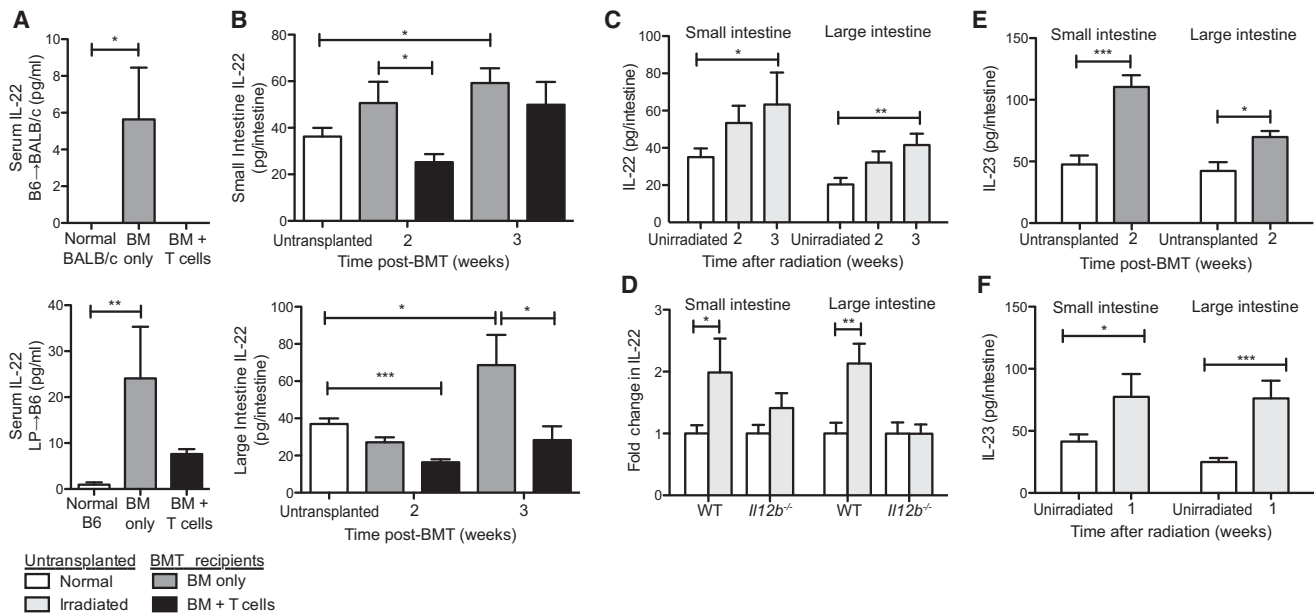 A
Serum IL-22
B6→BALB/c (pg/ml)
10
8
6
4
2
0
*
Normal BM BM +
BALB/c only T cells
Serum IL-22
LP→B6 (pg/ml)
40
30
20
10
0
**
Normal BM BM +
B6 only T cells
Untransplanted BMT recipients
Normal BM only
Irradiated BM + T cells
B
Small Intestine IL-22
(pg/intestine)
80
60
40
20
0
*
*
Untransplanted 2 3
Time post-BMT (weeks)
Large Intestine IL-22
(pg/intestine)
100
80
60
40
20
0
* *
***
Untransplanted 2 3
Time post-BMT (weeks)
C
Small intestine Large intestine
IL-22 (pg/intestine)
100
80
60
40
20
0
*
**
Unirradiated 2 3 Unirradiated 2 3
Time after radiation (weeks)
D
Small intestine Large intestine
Fold change in IL-22
3
2
1
0
* **
WT Il12b-/- WT Il12b-/-
E
Small intestine Large intestine
IL-23 (pg/intestine)
150
100
50
0
***
*
Untransplanted 2 Untransplanted 2
Time post-BMT (weeks)
F
Small intestine Large intestine
IL-23 (pg/intestine)
150
100
50
0
* ***
Unirradiated 1 Unirradiated 1
Time after radiation (weeks)